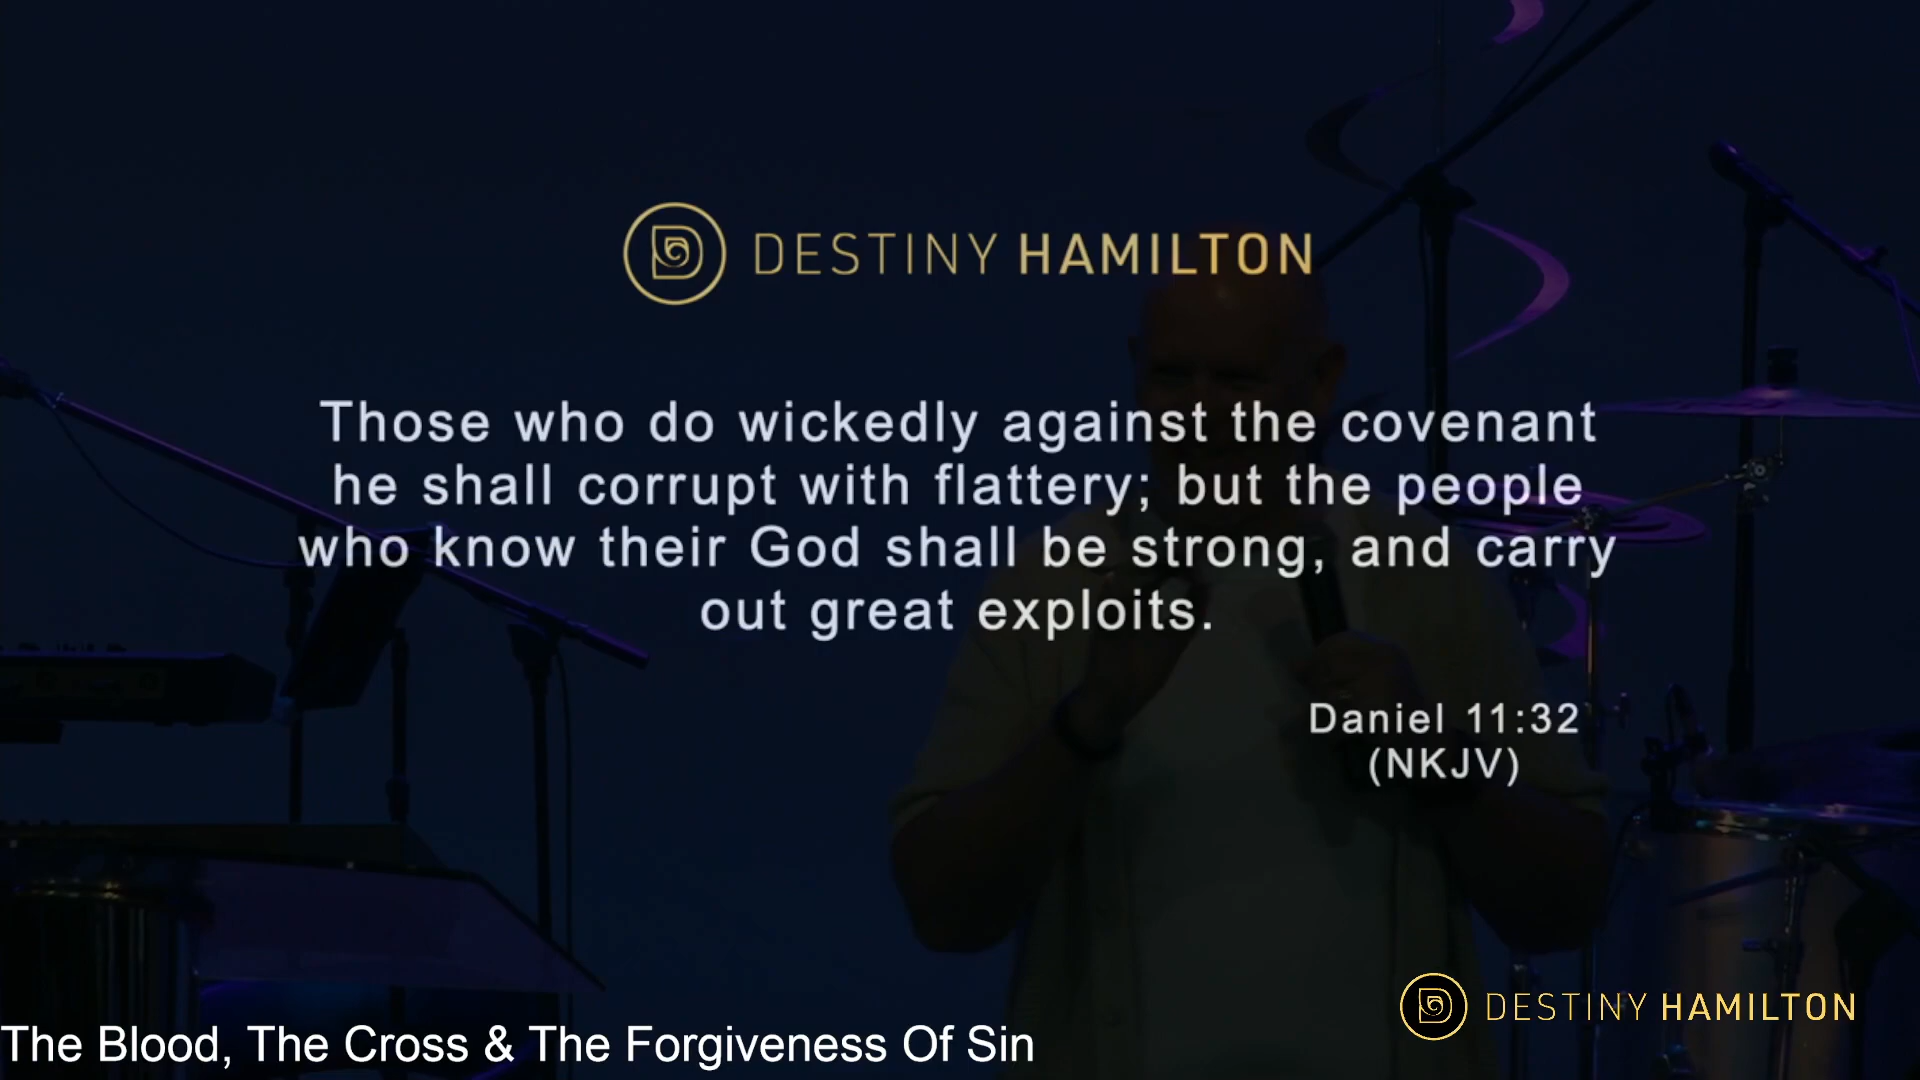 DESTINY HAMILTON
Those who do wickedly against the covenant
he shall corrupt with flattery; but the people
who know their God shall be strong, and carry
out great exploits.
Daniel 11:32
(NKJV)
DESTINY HAMILTON
The Blood, The Cross & The Forgiveness Of Sin